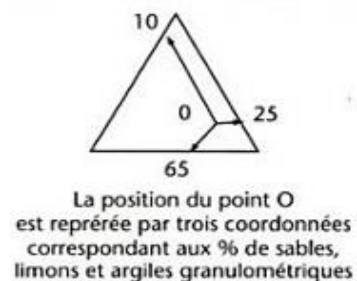 10
0
25
65
La position du point O
est reprérée par trois coordonnées
correspondant aux % de sables,
limons et argiles granulométriques